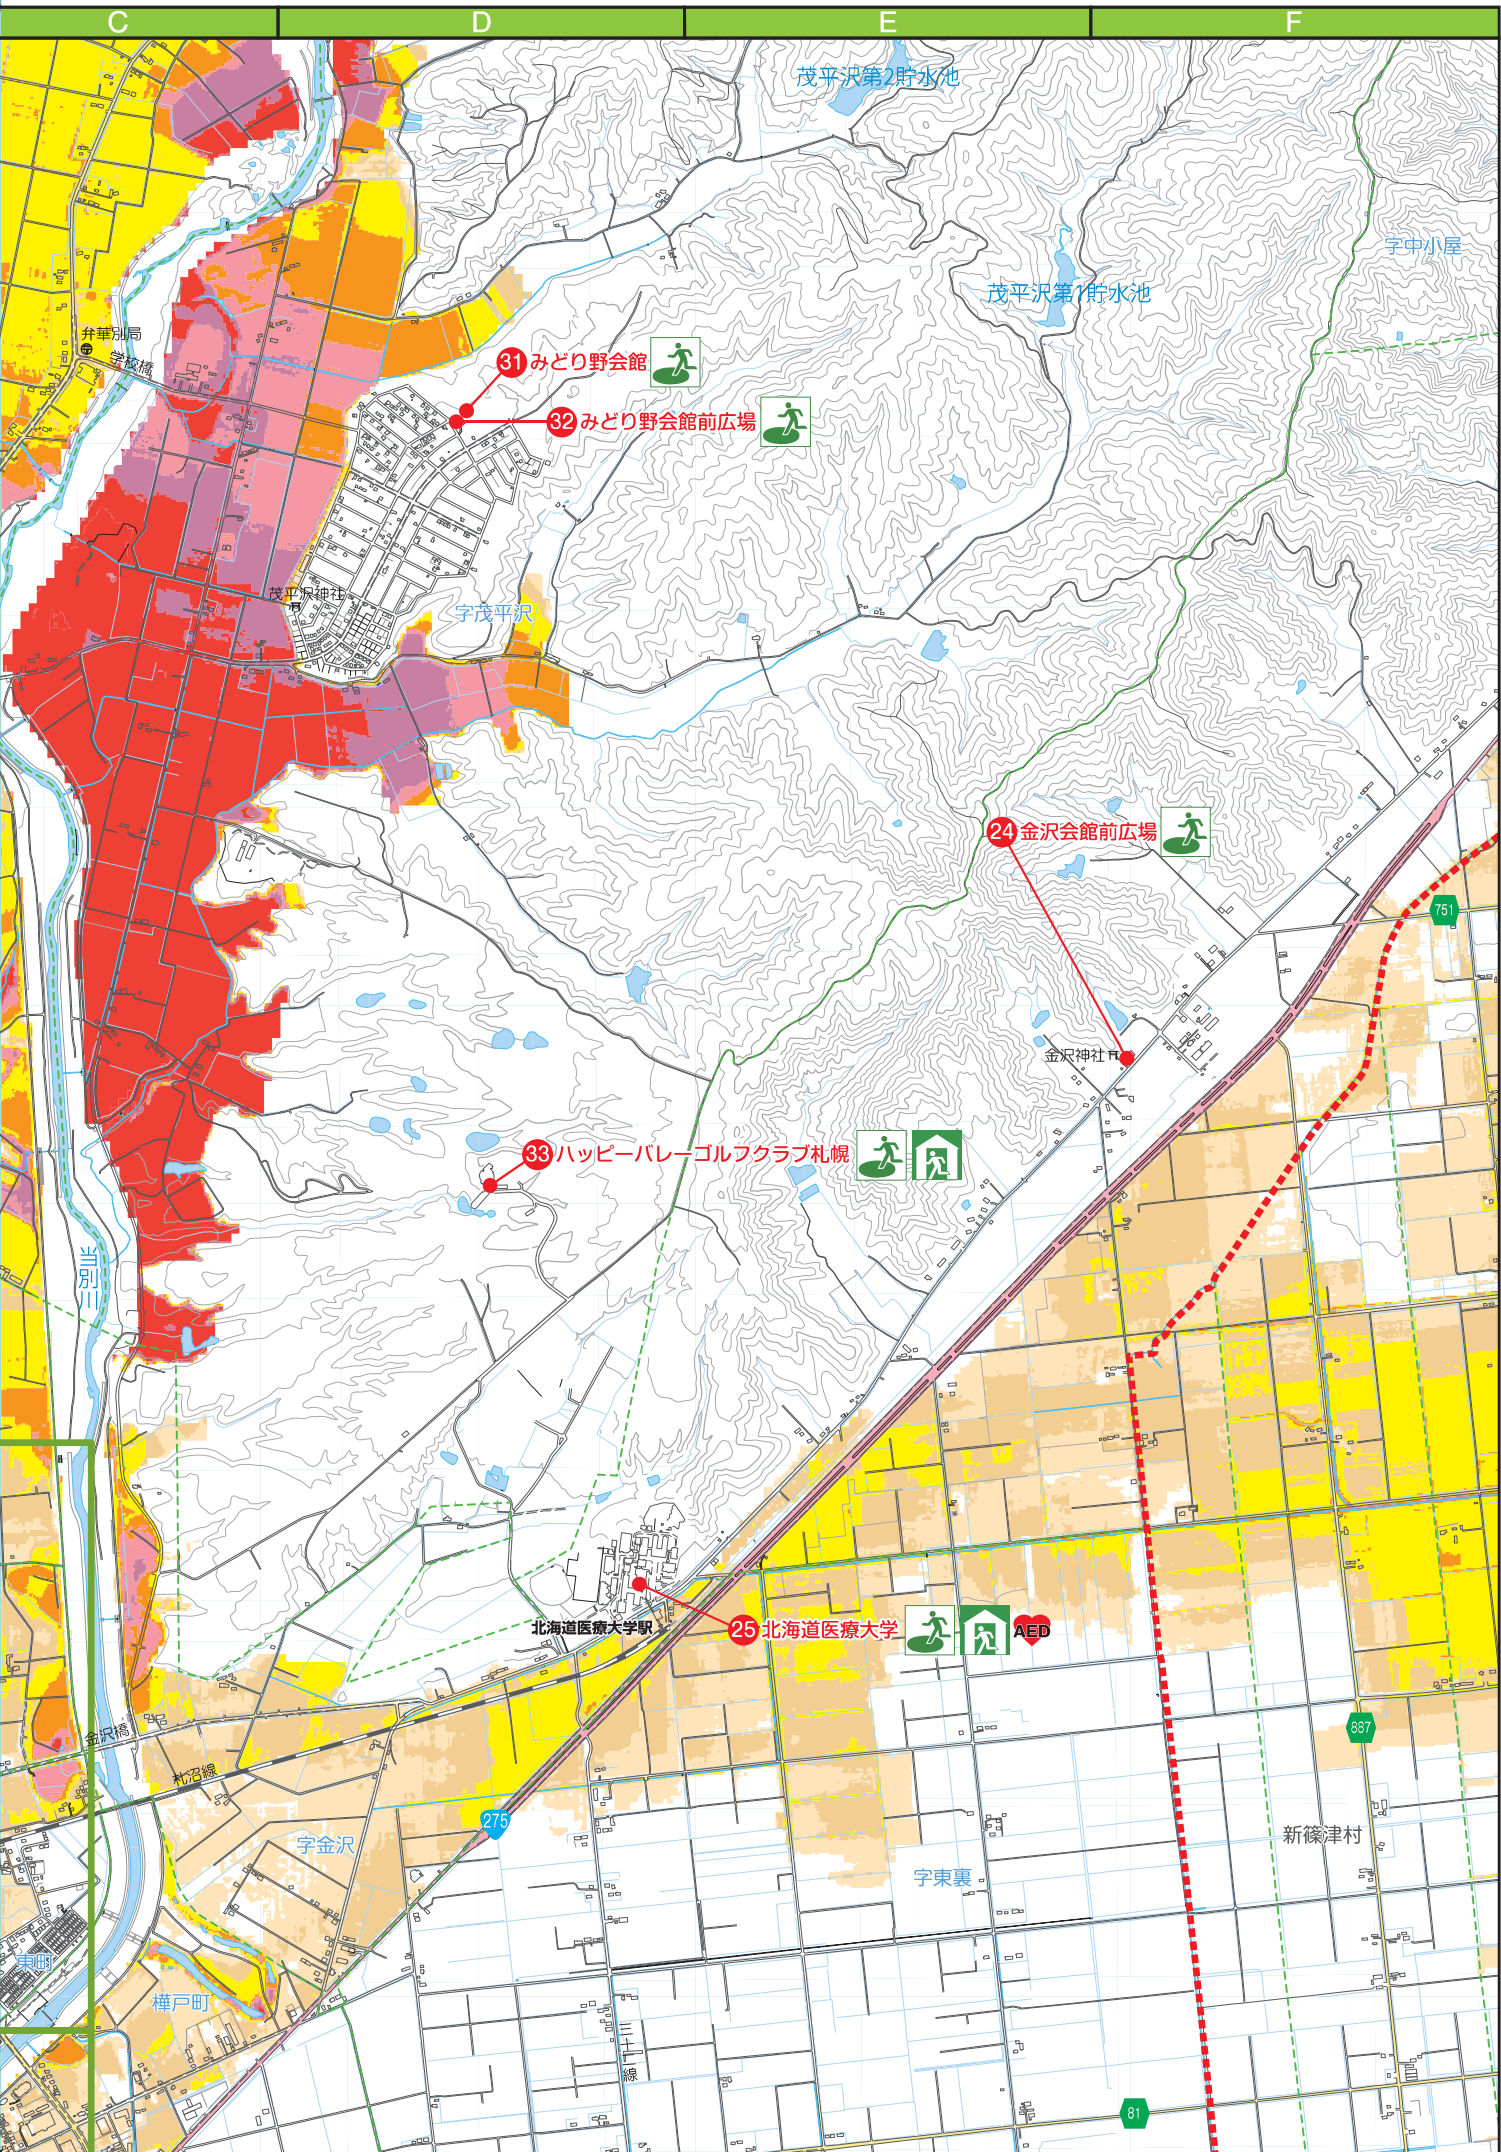 C D E F
茂平沢第2貯水池
字中小屋
茂平沢第1貯水池
弁華別局
学校橋
31 みどり野会館
32 みどり野会館前広場
茂平沢神社
字茂平沢
24 金沢会館前広場
751
金沢神社
33 ハッピーバレーゴルフクラブ札幌
当別川
北海道医療大学駅
25 北海道医療大学
AED
金沢橋
札沼線
887
275
字金沢
新篠津村
字東裏
東町
樺戸町
三十二線
81